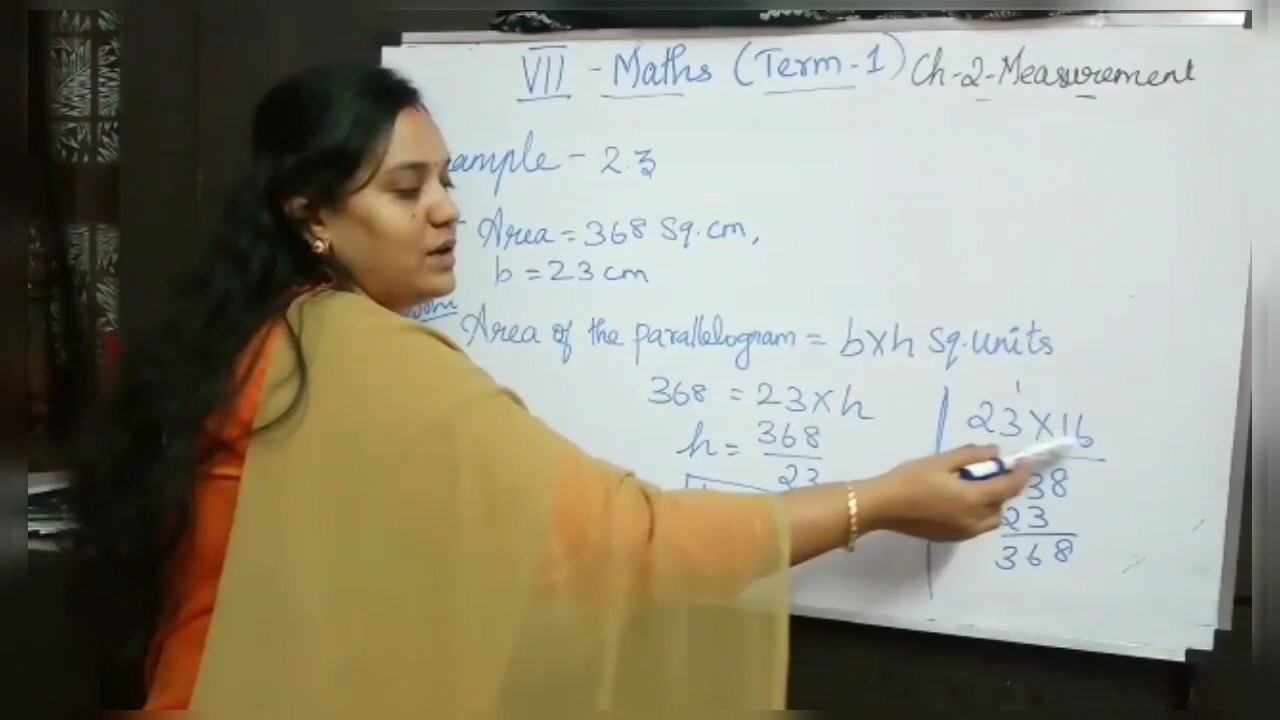 VII - Maths (Term-1) Ch-2-Measurement
ample - 2.3
Area = 368 Sq.cm,
b = 23 cm
Area of the parallelogram = b×h Sq.units
368 = 23×h
h = 368
23
1
23×16
38
23
368